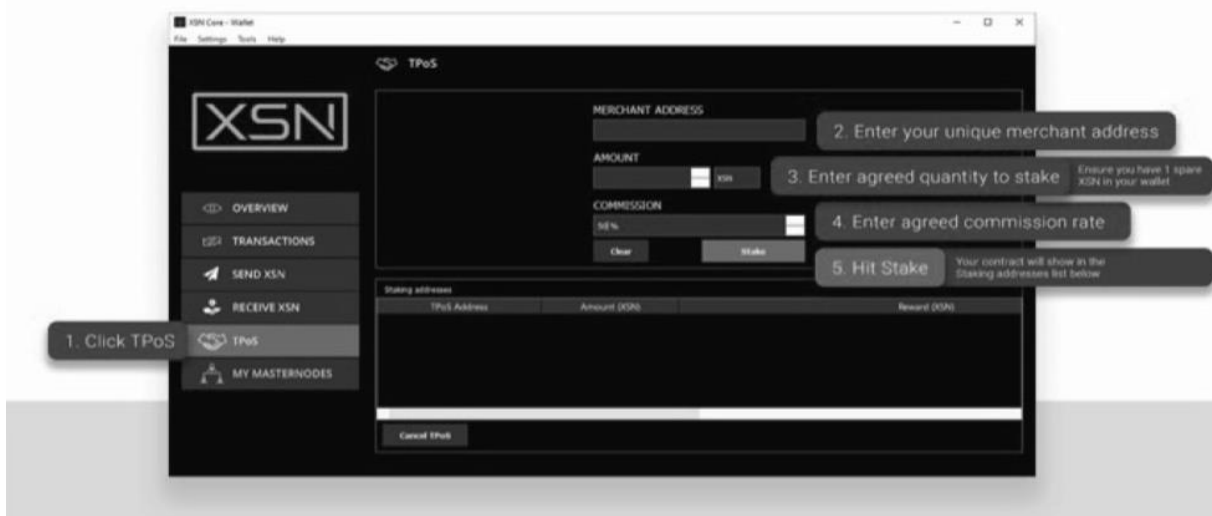 XSN Core - Wallet
File Settings Tools Help
TPoS
XSN
MERCHANT ADDRESS
2. Enter your unique merchant address
AMOUNT
XSN
3. Enter agreed quantity to stake
Ensure you have 1 spare
XSN in your wallet
COMMISSION
4. Enter agreed commission rate
Clear
Stake
5. Hit Stake
Your contract will show in the
Staking addresses list below
OVERVIEW
TRANSACTIONS
SEND XSN
RECEIVE XSN
1. Click TPoS
TPoS
MY MASTERNODES
Staking addresses
TPoS Address Amount (XSN) Reward (XSN)
Cancel TPoS